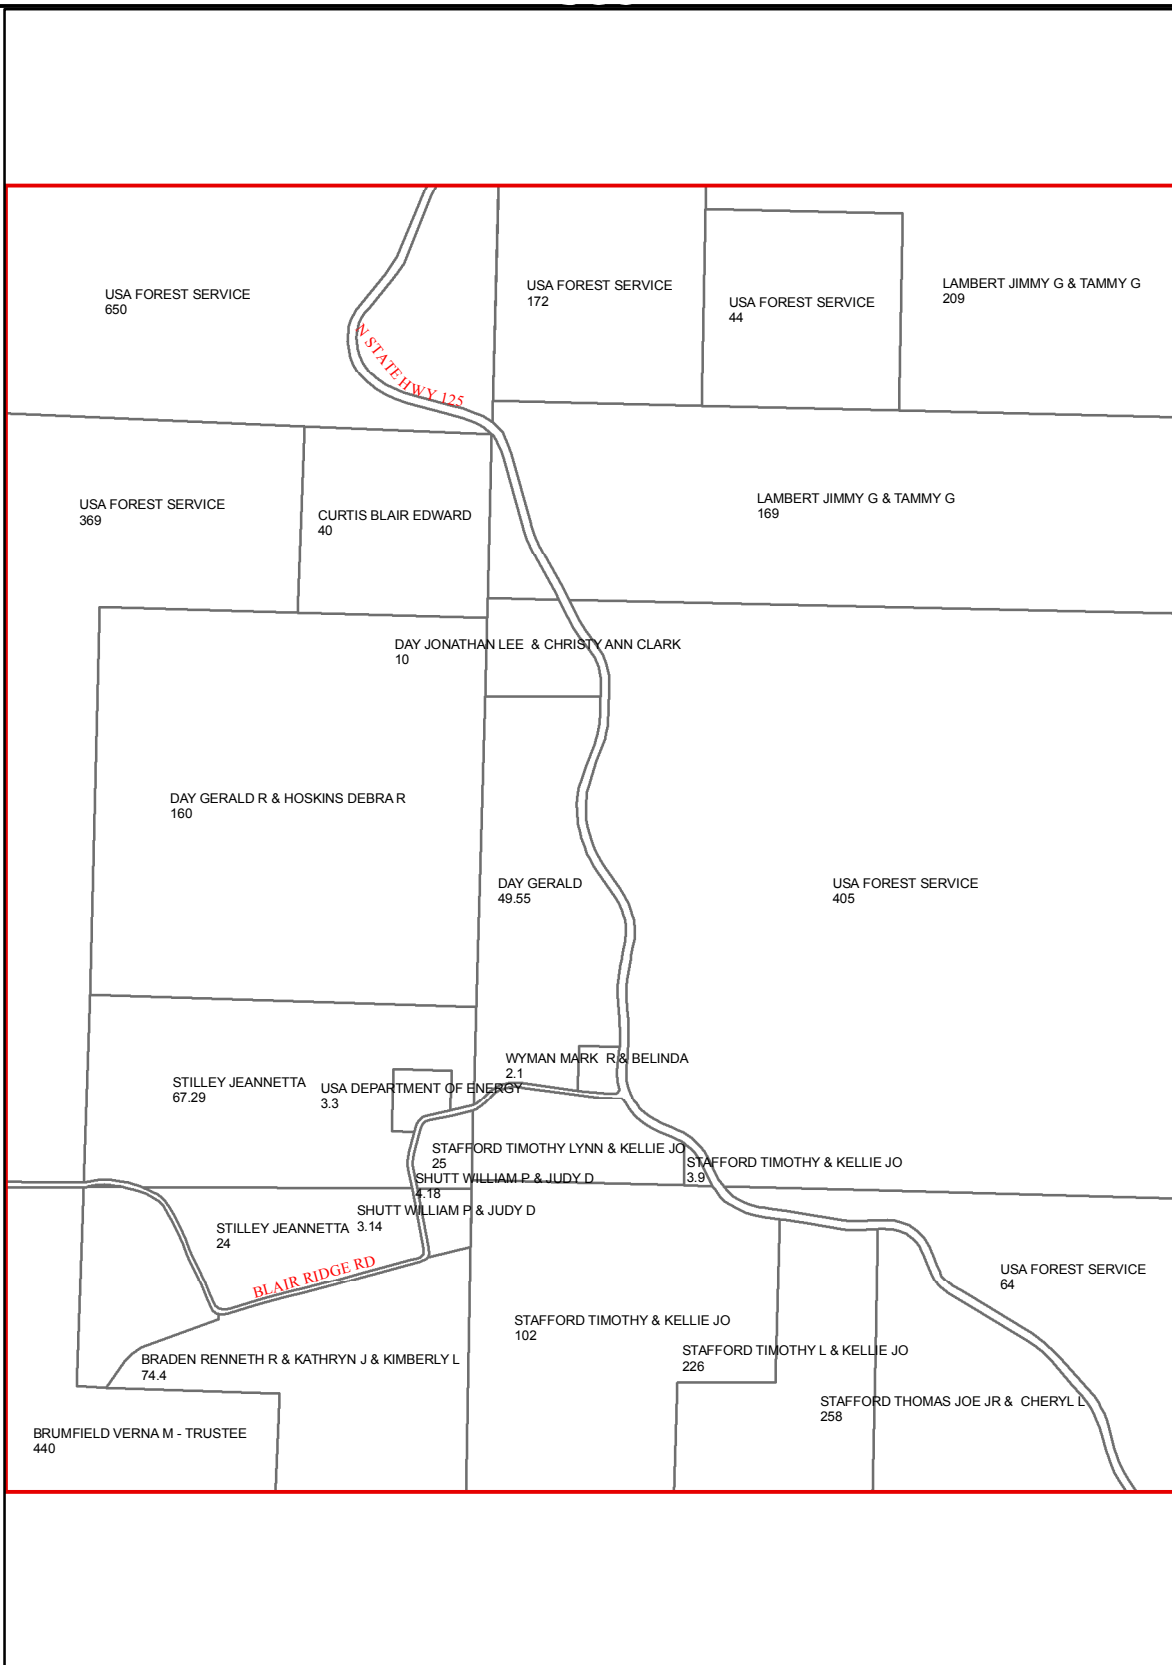 USA FOREST SERVICE
650
USA FOREST SERVICE
172
USA FOREST SERVICE
44
LAMBERT JIMMY G & TAMMY G
209
N STATE HWY 125
USA FOREST SERVICE
369
CURTIS BLAIR EDWARD
40
LAMBERT JIMMY G & TAMMY G
169
DAY JONATHAN LEE & CHRISTY ANN CLARK
10
DAY GERALD R & HOSKINS DEBRA R
160
DAY GERALD
49.55
USA FOREST SERVICE
405
WYMAN MARK R & BELINDA
2.1
STILLEY JEANNETTA
67.29
USA DEPARTMENT OF ENERGY
3.3
STAFFORD TIMOTHY LYNN & KELLIE JO
25
STAFFORD TIMOTHY & KELLIE JO
3.9
SHUTT WILLIAM P & JUDY D
4.18
SHUTT WILLIAM P & JUDY D
3.14
STILLEY JEANNETTA
24
BLAIR RIDGE RD
USA FOREST SERVICE
64
STAFFORD TIMOTHY & KELLIE JO
102
STAFFORD TIMOTHY L & KELLIE JO
226
BRADEN RENNETH R & KATHRYN J & KIMBERLY L
74.4
STAFFORD THOMAS JOE JR & CHERYL L
258
BRUMFIELD VERNA M - TRUSTEE
440